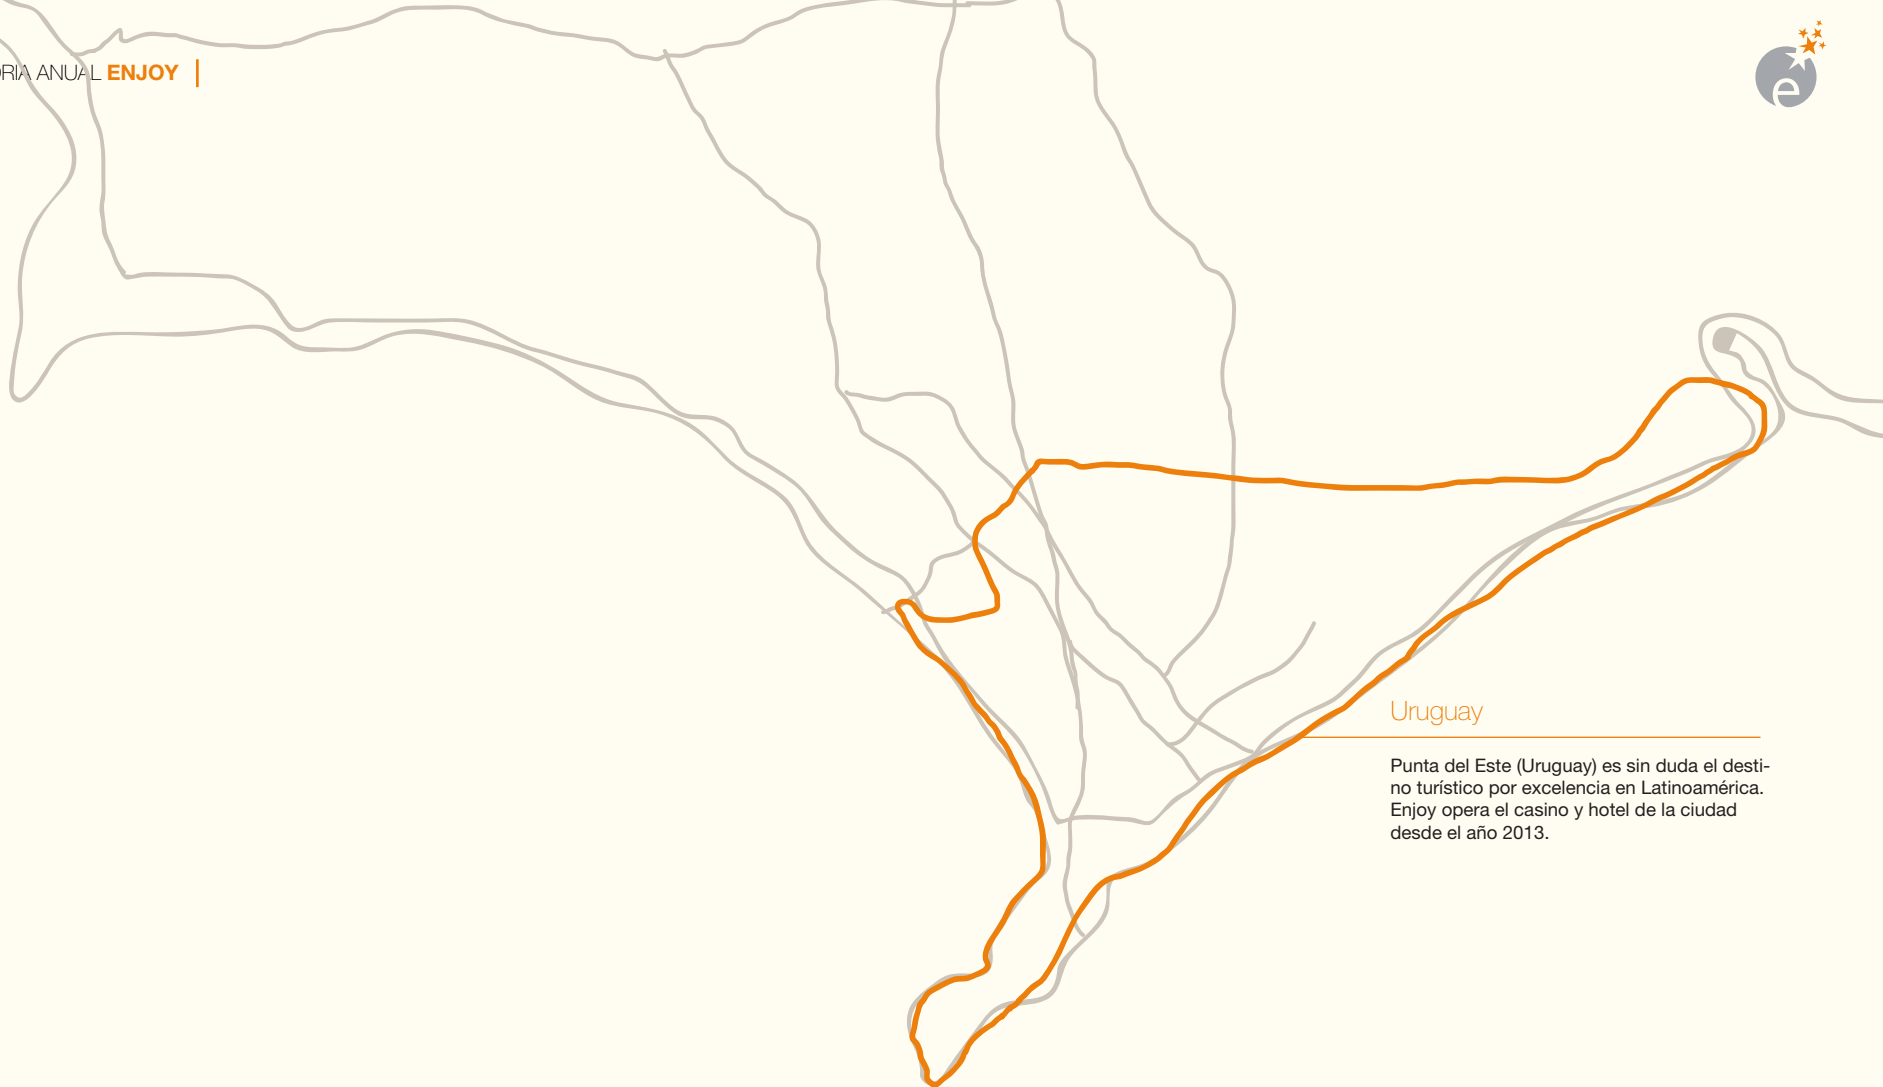 ORIA ANUAL ENJOY
e
Uruguay
Punta del Este (Uruguay) es sin duda el desti-
no turístico por excelencia en Latinoamérica.
Enjoy opera el casino y hotel de la ciudad
desde el año 2013.